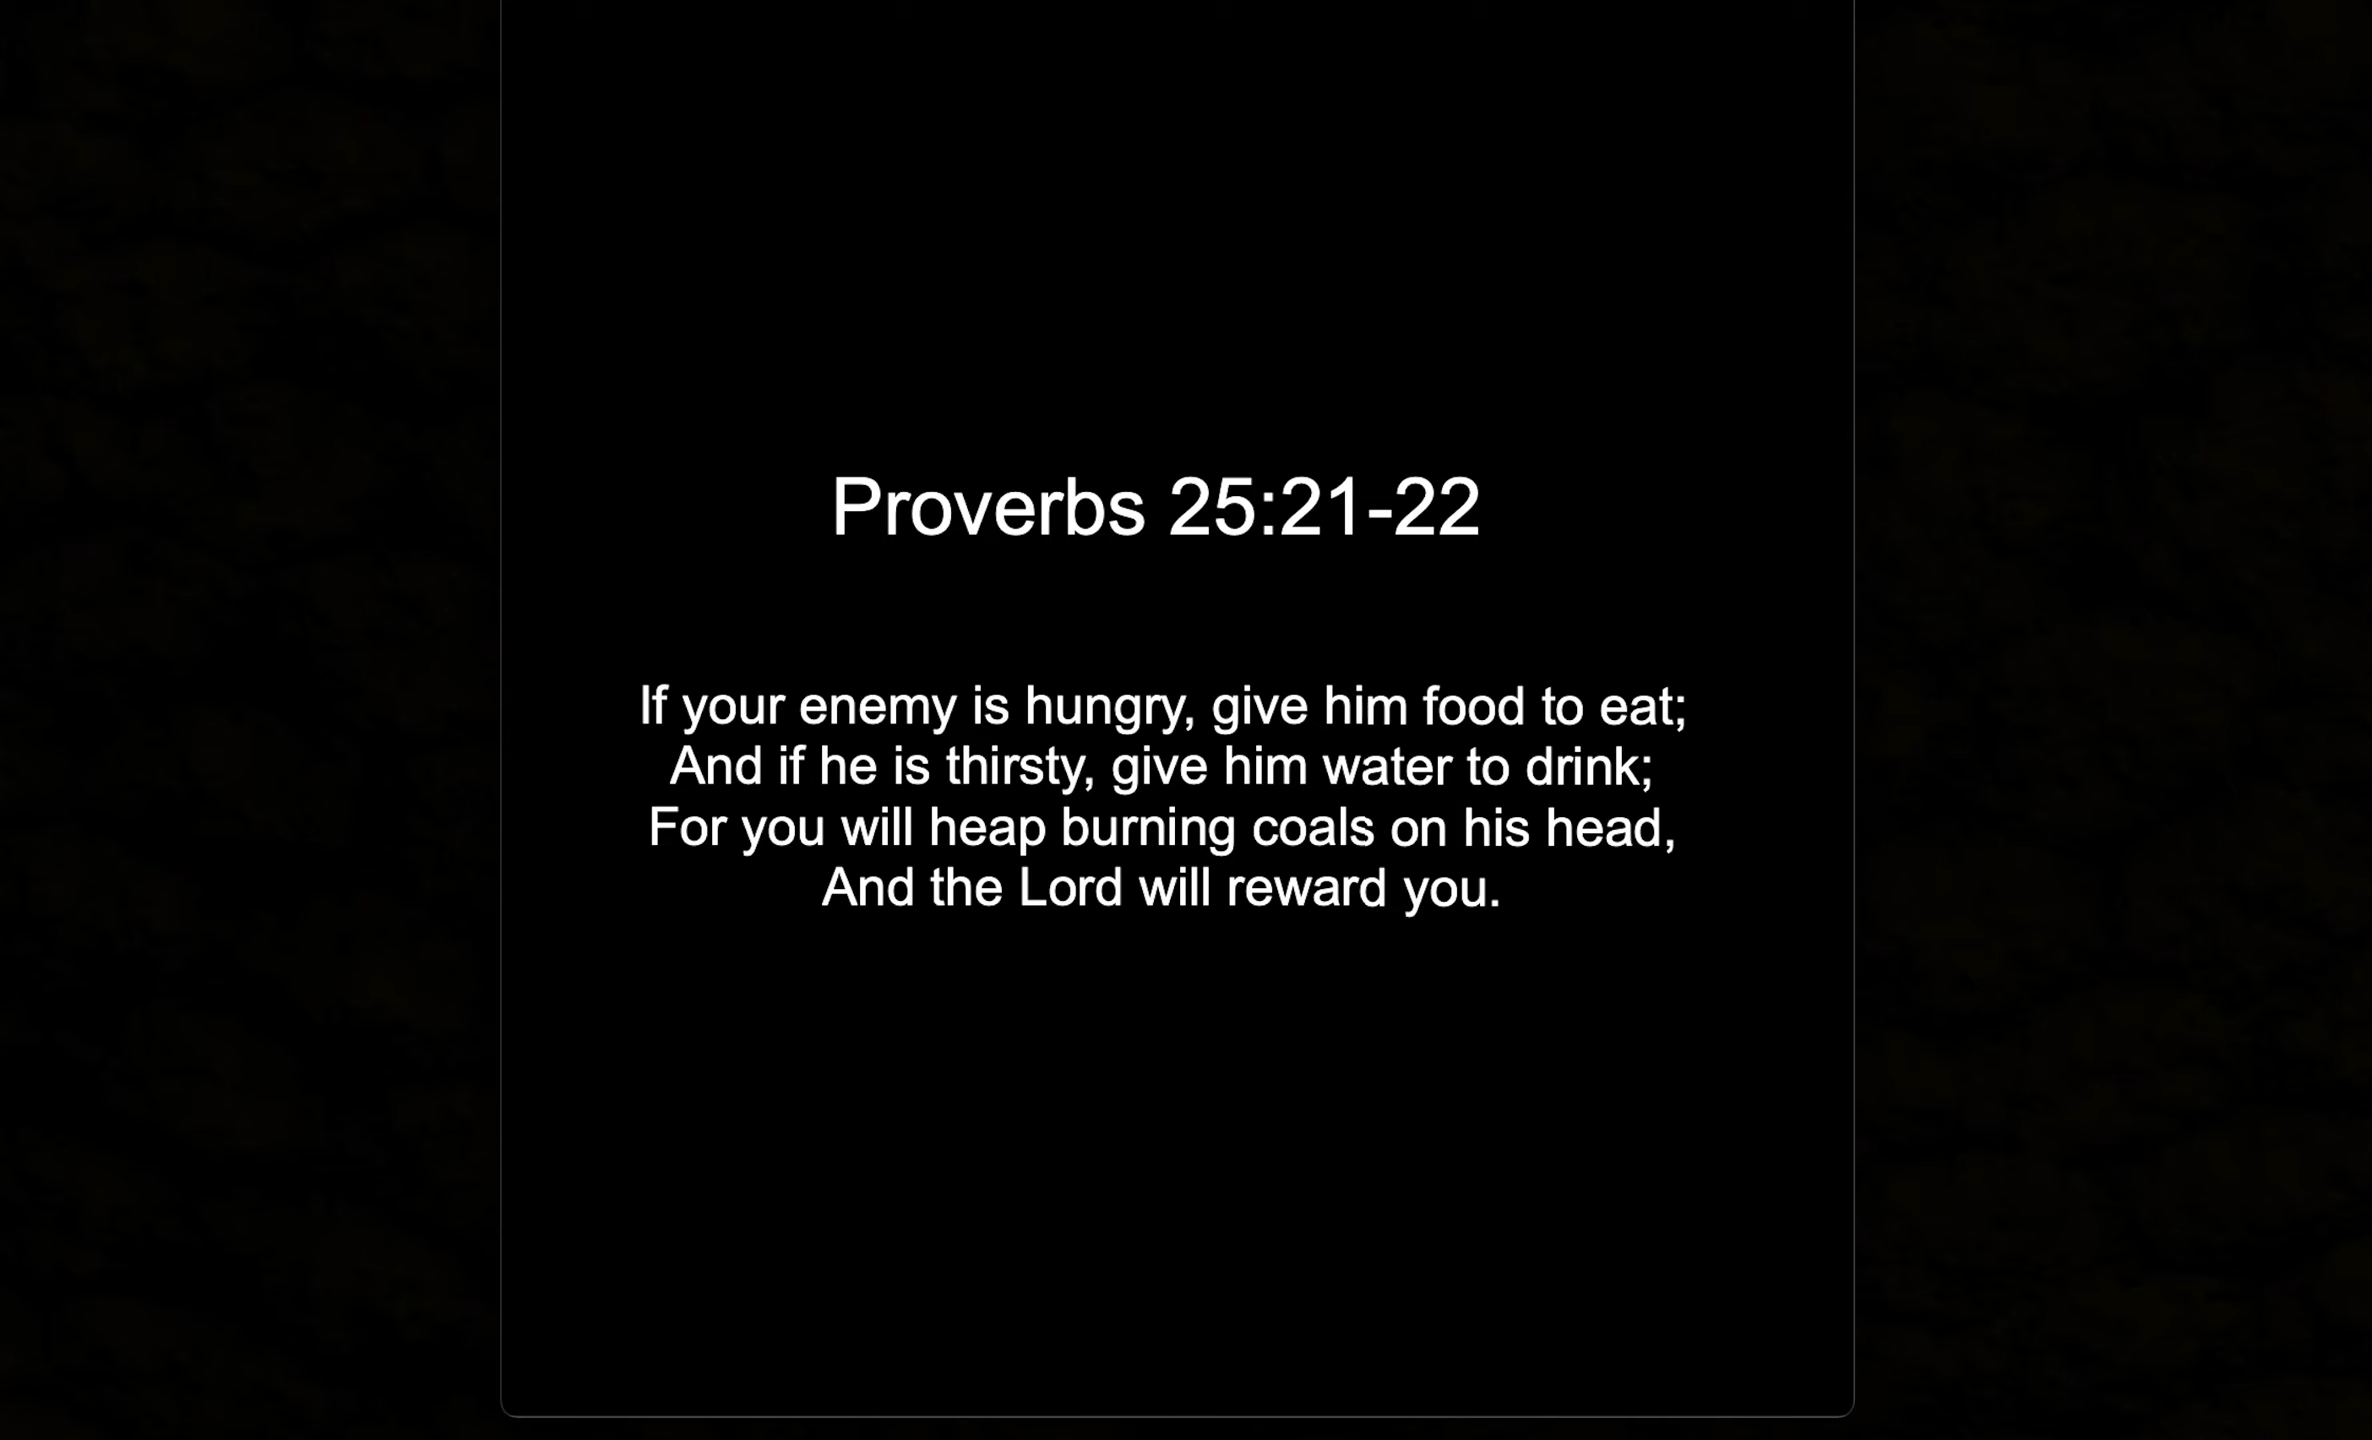 Proverbs 25:21-22
If your enemy is hungry, give him food to eat;
And if he is thirsty, give him water to drink;
For you will heap burning coals on his head,
And the Lord will reward you.